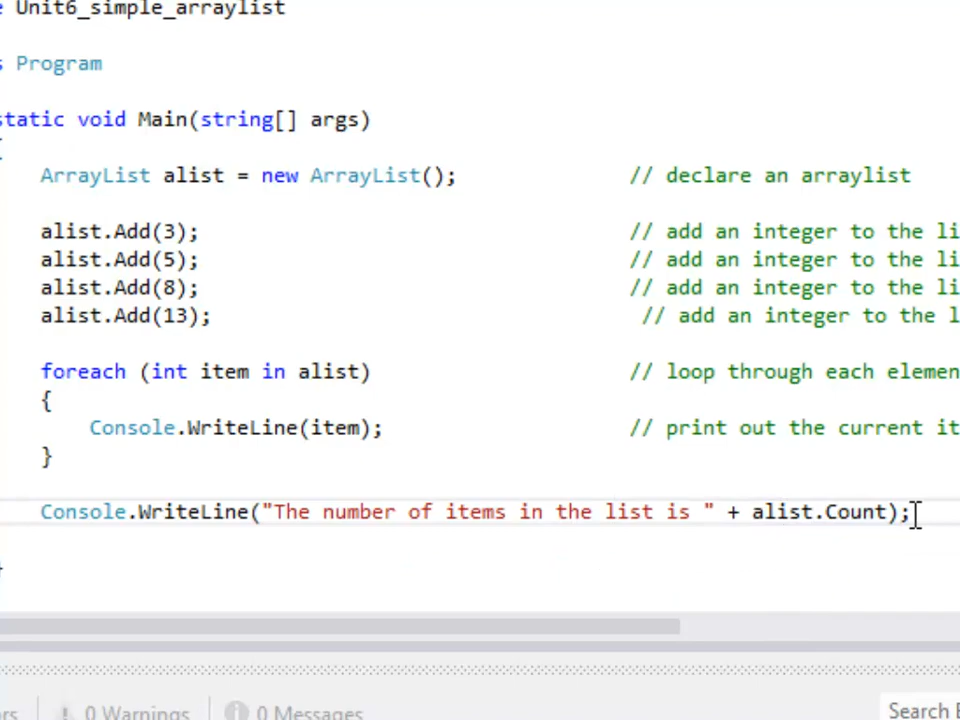 Unit6_simple_arraylist
Program
static void Main(string[] args)
{
ArrayList alist = new ArrayList(); // declare an arraylist
alist.Add(3); // add an integer to the li
alist.Add(5); // add an integer to the li
alist.Add(8); // add an integer to the li
alist.Add(13); // add an integer to the l
foreach (int item in alist) // loop through each elemen
{
Console.WriteLine(item); // print out the current it
}
Console.WriteLine("The number of items in the list is " + alist.Count);
}
rs 0 Warnings 0 Messages Search E